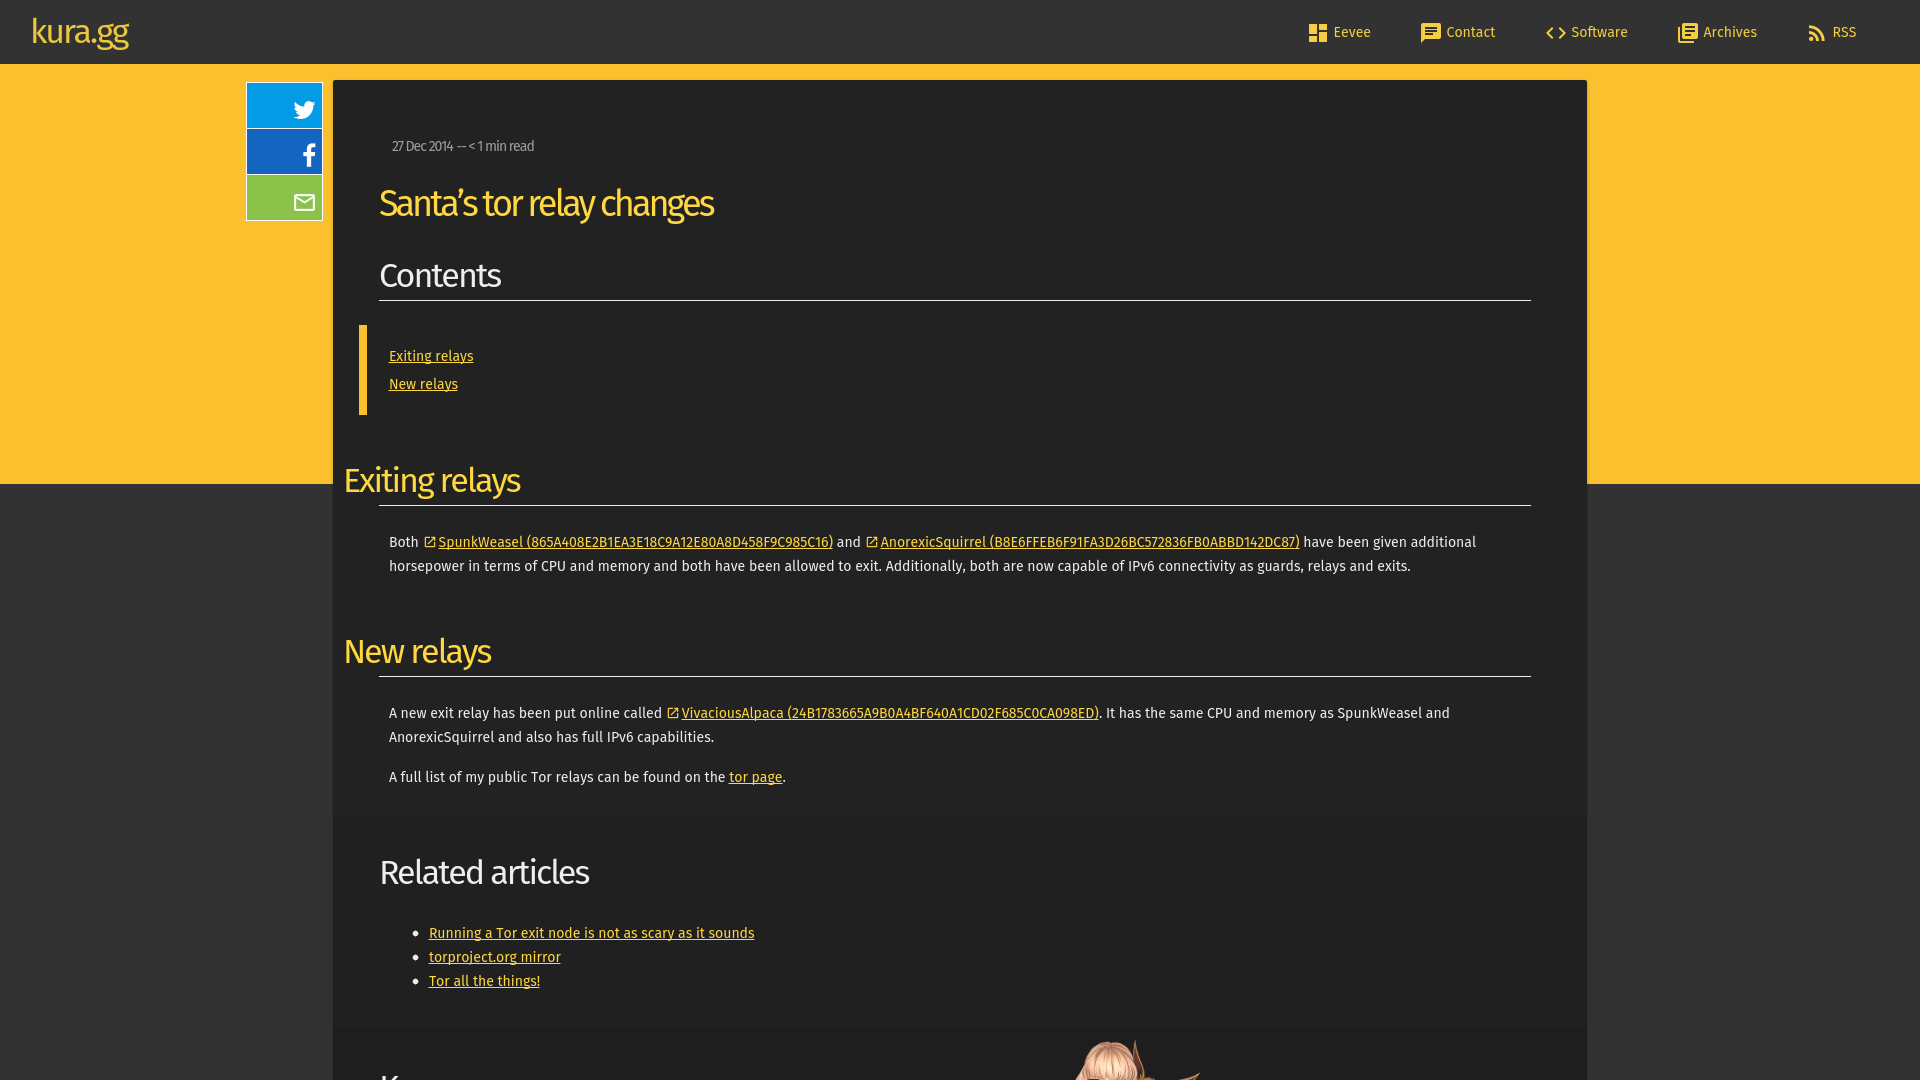 kura.gg
Eevee
Contact
Software
Archives
RSS
27 Dec 2014 -- < 1 min read
Santa’s tor relay changes
Contents
Exiting relays
New relays
Exiting relays
Both SpunkWeasel (865A408E2B1EA3E18C9A12E80A8D458F9C985C16) and AnorexicSquirrel (B8E6FFEB6F91FA3D26BC572836FB0ABBD142DC87) have been given additional
horsepower in terms of CPU and memory and both have been allowed to exit. Additionally, both are now capable of IPv6 connectivity as guards, relays and exits.
New relays
A new exit relay has been put online called VivaciousAlpaca (24B1783665A9B0A4BF640A1CD02F685C0CA098ED). It has the same CPU and memory as SpunkWeasel and
AnorexicSquirrel and also has full IPv6 capabilities.
A full list of my public Tor relays can be found on the tor page.
Related articles
Running a Tor exit node is not as scary as it sounds
torproject.org mirror
Tor all the things!